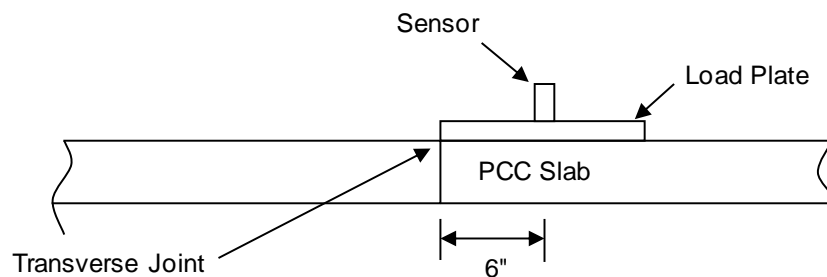 Sensor
Load Plate
PCC Slab
Transverse Joint
6"